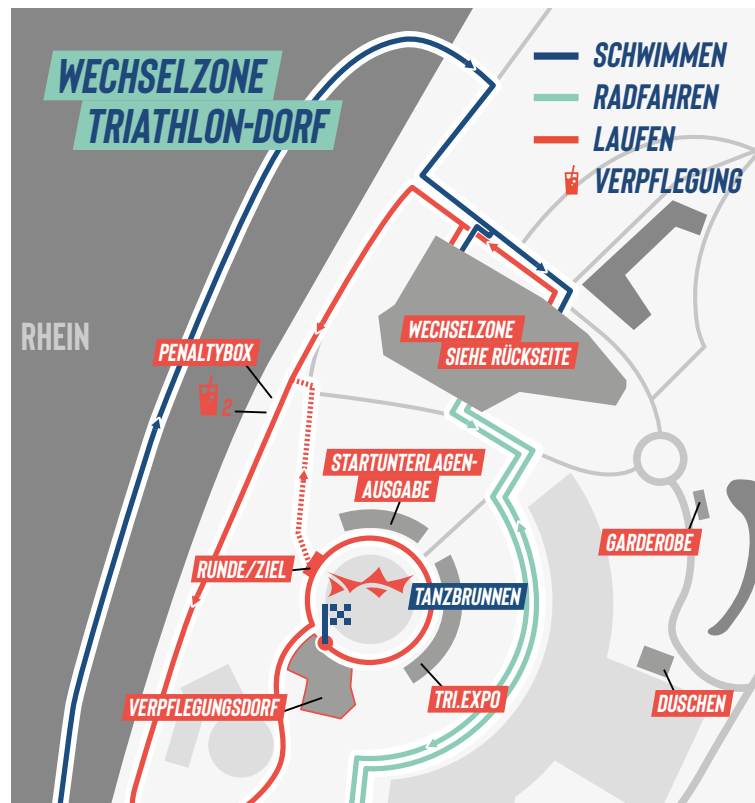 WECHSELZONE
TRIATHLON-DORF
SCHWIMMEN
RADFAHREN
LAUFEN
VERPFLEGUNG
RHEIN
WECHSELZONE
SIEHE RÜCKSEITE
PENALTYBOX
2
STARTUNTERLAGEN-
AUSGABE
GARDEROBE
RUNDE/ZIEL
TANZBRUNNEN
VERPFLEGUNGSDORF
TRI.EXPO
DUSCHEN